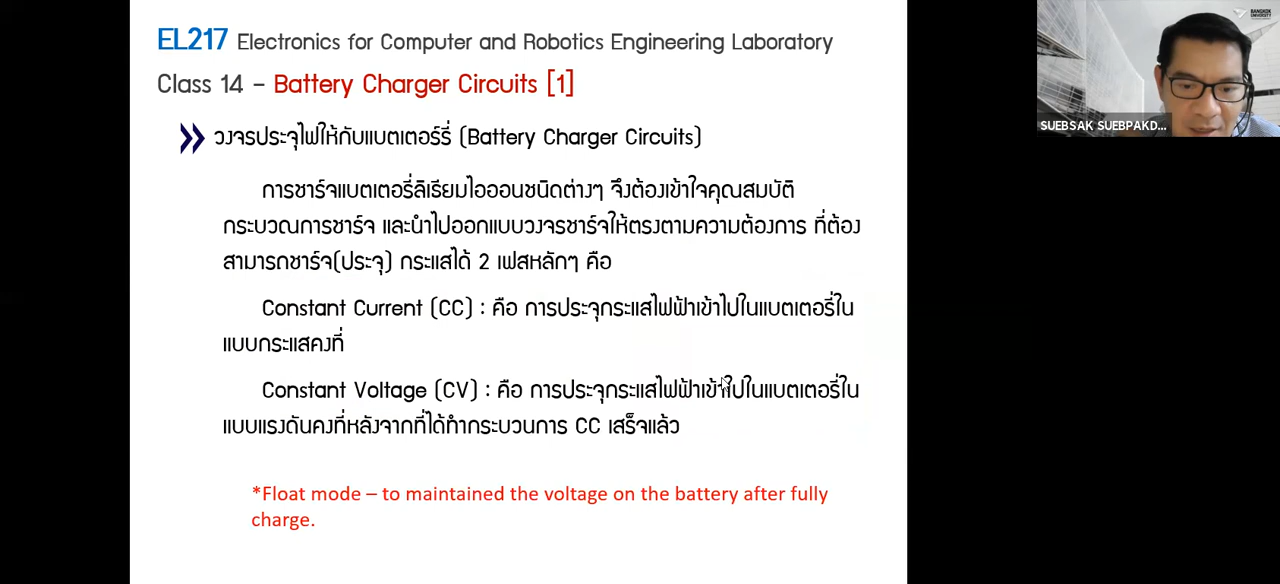 EL217 Electronics for Computer and Robotics Engineering Laboratory
Class 14 – Battery Charger Circuits [1]
วงจรประจุไฟให้กับแบตเตอร์รี่ (Battery Charger Circuits)
การชาร์จแบตเตอรี่ลิเธียมไอออนชนิดต่างๆ จึงต้องเข้าใจคุณสมบัติ
กระบวณการชาร์จ และนำไปออกแบบวงจรชาร์จให้ตรงตามความต้องการ ที่ต้อง
สามารถชาร์จ(ประจุ) กระแสได้ 2 เฟสหลักๆ คือ
Constant Current (CC) : คือ การประจุกระแสไฟฟ้าเข้าไปในแบตเตอรี่ใน
แบบกระแสคงที่
Constant Voltage (CV) : คือ การประจุกระแสไฟฟ้าเข้าไปในแบตเตอรี่ใน
แบบแรงดันคงที่หลังจากที่ได้ทำกระบวนการ CC เสร็จแล้ว
*Float mode – to maintained the voltage on the battery after fully
charge.
BANGKOK
UNIVERSITY
SUEBSAK SUEBPAKD...